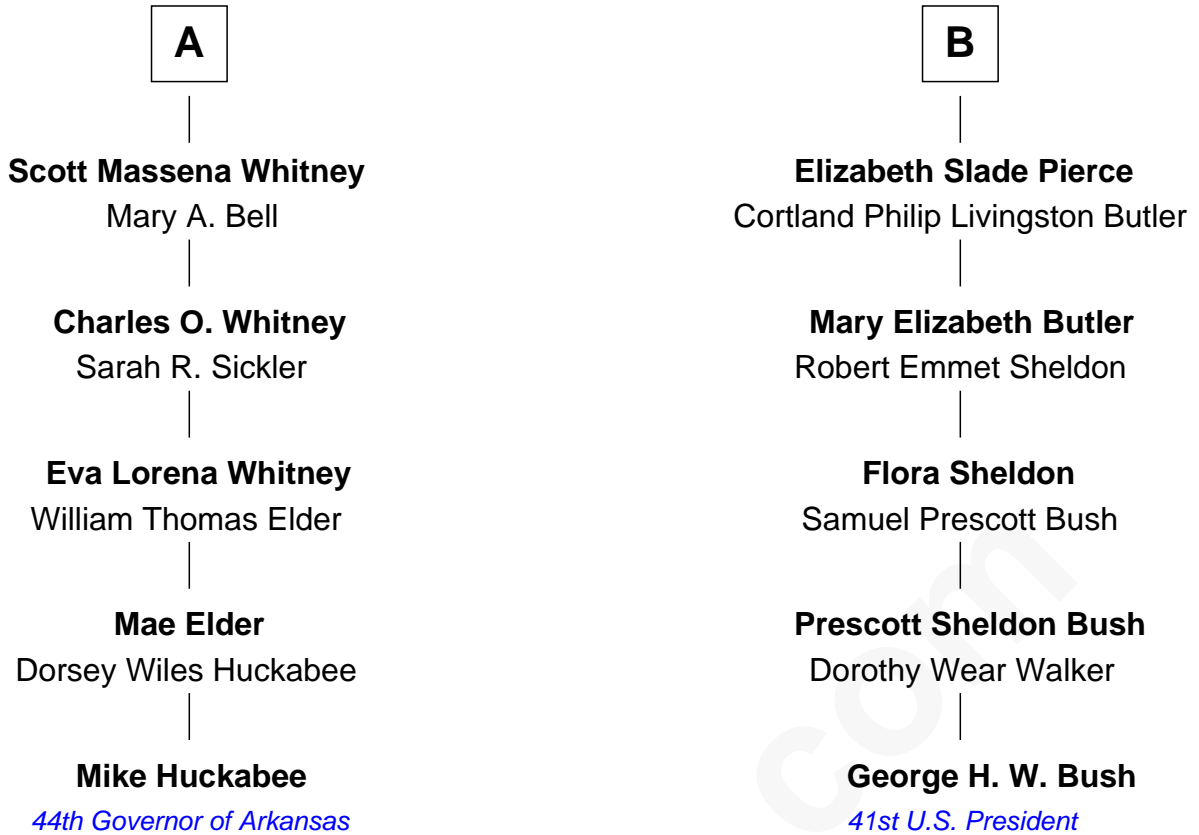 A
Scott Massena Whitney
Mary A. Bell
Charles O. Whitney
Sarah R. Sickler
Eva Lorena Whitney
William Thomas Elder
Mae Elder
Dorsey Wiles Huckabee
Mike Huckabee
44th Governor of Arkansas
B
Elizabeth Slade Pierce
Cortland Philip Livingston Butler
Mary Elizabeth Butler
Robert Emmet Sheldon
Flora Sheldon
Samuel Prescott Bush
Prescott Sheldon Bush
Dorothy Wear Walker
George H. W. Bush
41st U.S. President
com